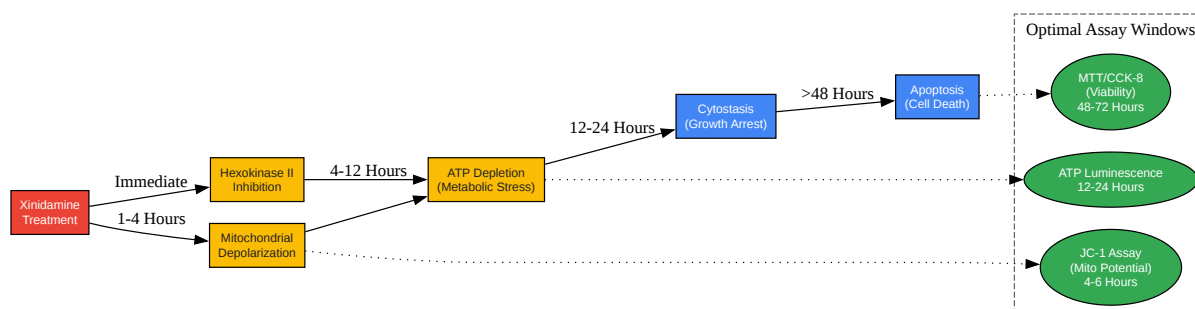 Optimal Assay Windows
Xinidamine
Treatment
Immediate
1-4 Hours
Hexokinase II
Inhibition
Mitochondrial
Depolarization
4-12 Hours
ATP Depletion
(Metabolic Stress)
12-24 Hours
Cytostasis
(Growth Arrest)
>48 Hours
Apoptosis
(Cell Death)
MTT/CCK-8
(Viability)
48-72 Hours
ATP Luminescence
12-24 Hours
JC-1 Assay
(Mito Potential)
4-6 Hours